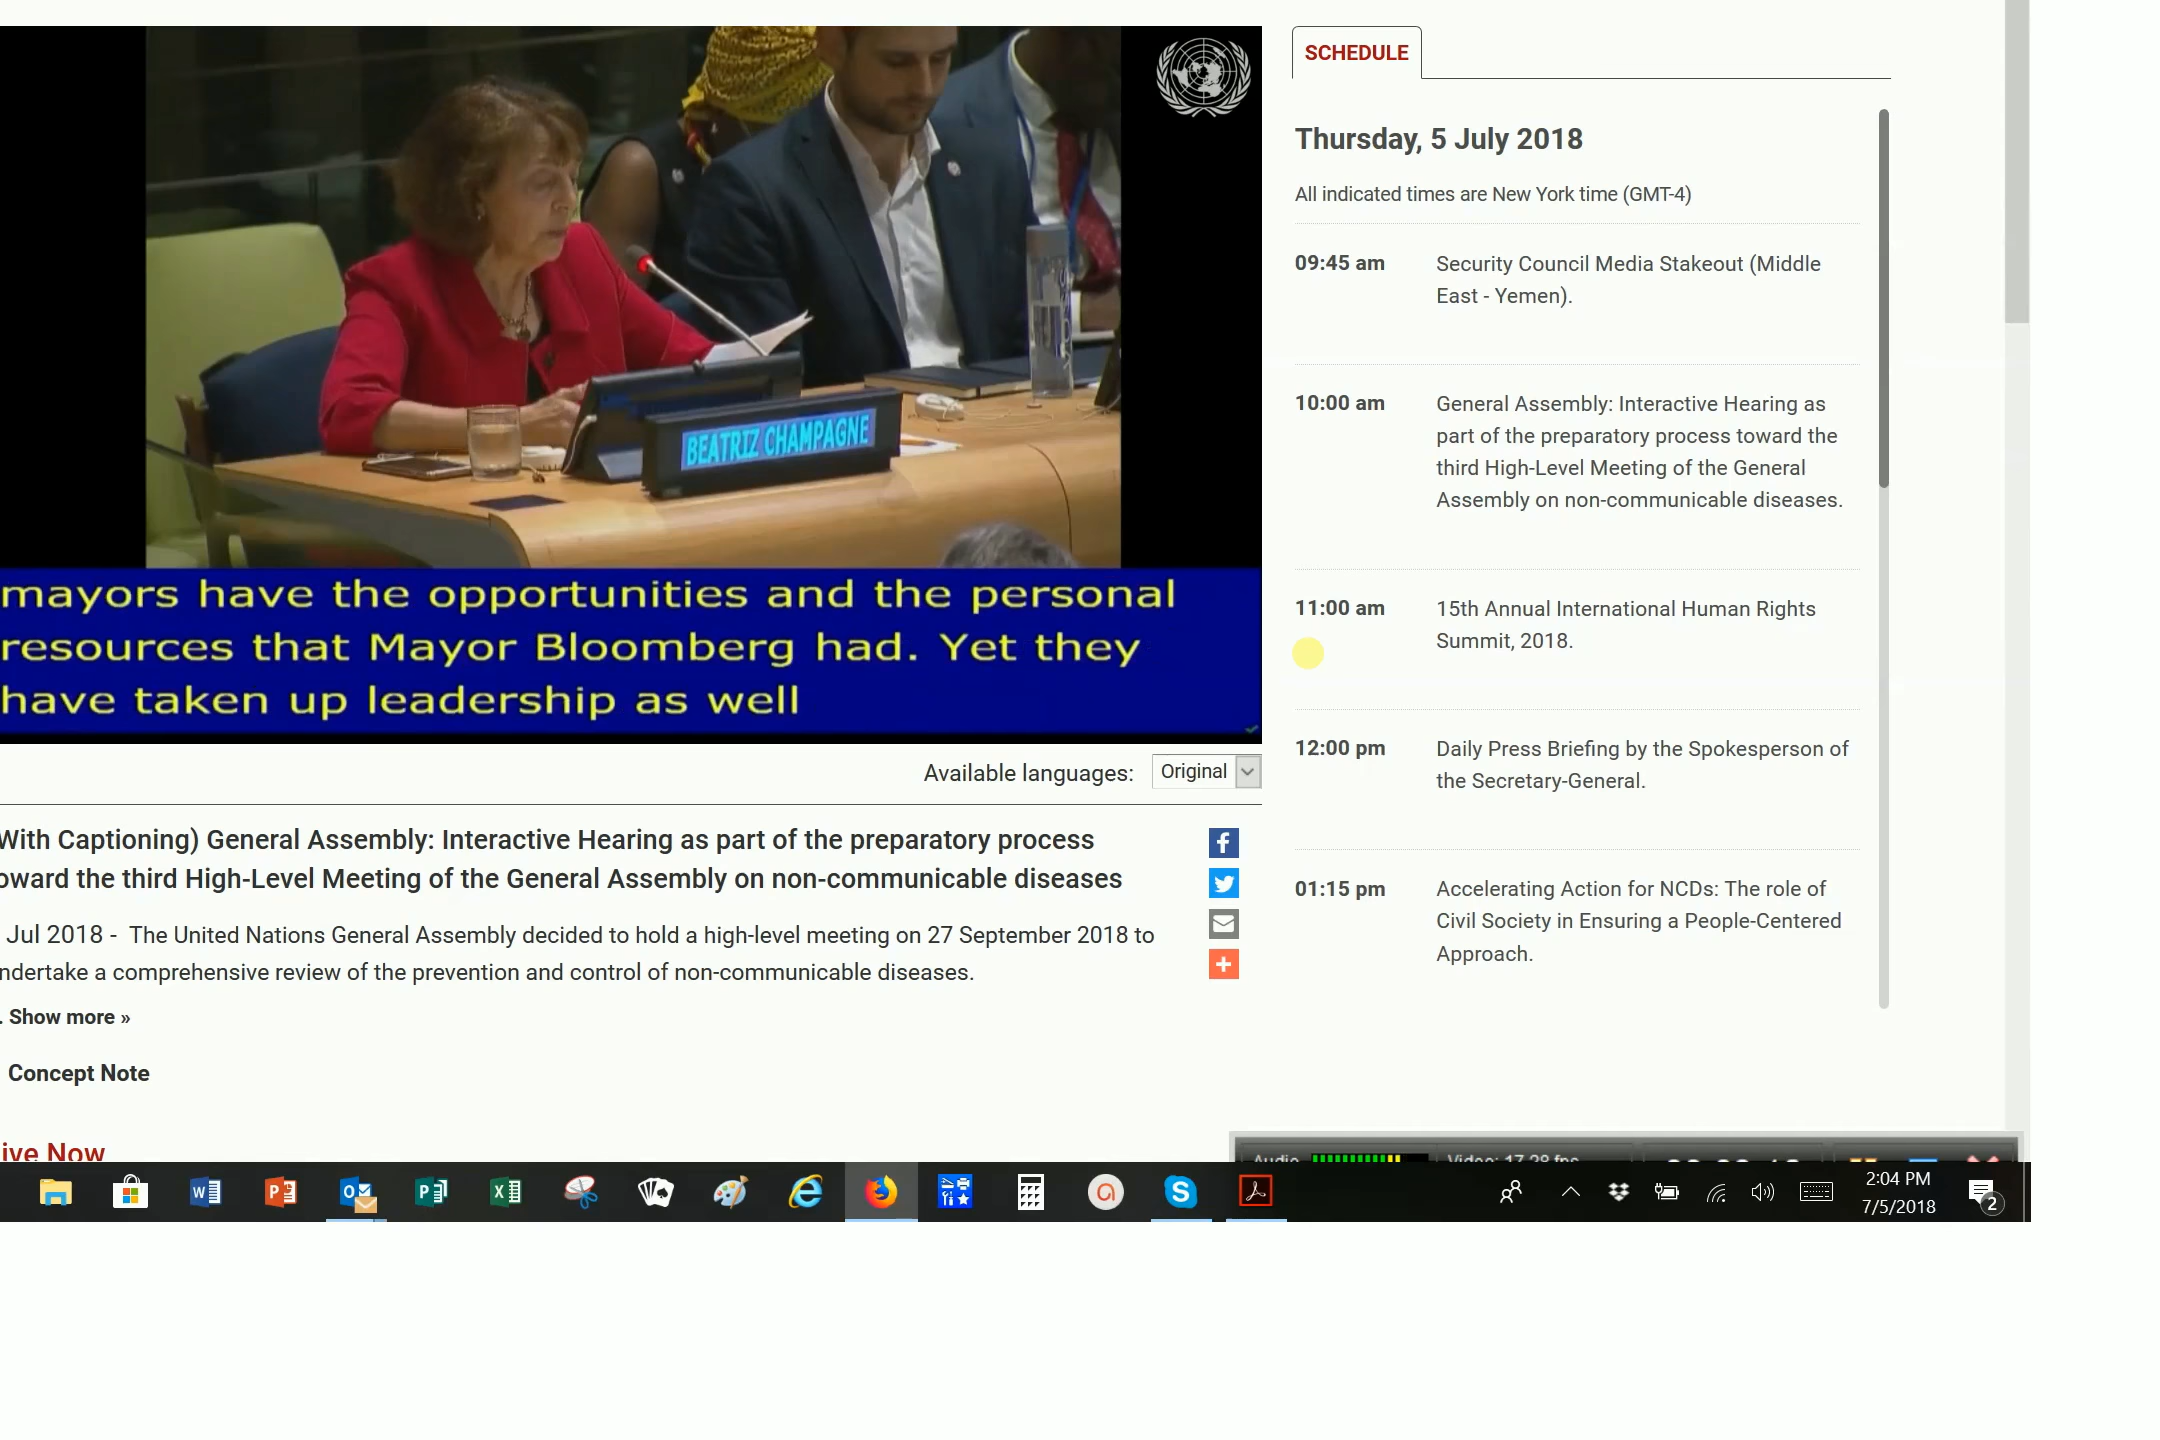 SCHEDULE
Thursday, 5 July 2018
All indicated times are New York time (GMT-4)
09:45 am
Security Council Media Stakeout (Middle
East - Yemen).
10:00 am
General Assembly: Interactive Hearing as
part of the preparatory process toward the
third High-Level Meeting of the General
Assembly on non-communicable diseases.
11:00 am
15th Annual International Human Rights
Summit, 2018.
12:00 pm
Daily Press Briefing by the Spokesperson of
the Secretary-General.
01:15 pm
Accelerating Action for NCDs: The role of
Civil Society in Ensuring a People-Centered
Approach.
BEATRIZ CHAMPAGNE
mayors have the opportunities and the personal
resources that Mayor Bloomberg had. Yet they
have taken up leadership as well
Available languages: Original
With Captioning) General Assembly: Interactive Hearing as part of the preparatory process
oward the third High-Level Meeting of the General Assembly on non-communicable diseases
Jul 2018 - The United Nations General Assembly decided to hold a high-level meeting on 27 September 2018 to
ndertake a comprehensive review of the prevention and control of non-communicable diseases.
. Show more »
Concept Note
ive Now
Audio
Video: 17.28 fps
2:04 PM
7/5/2018
2